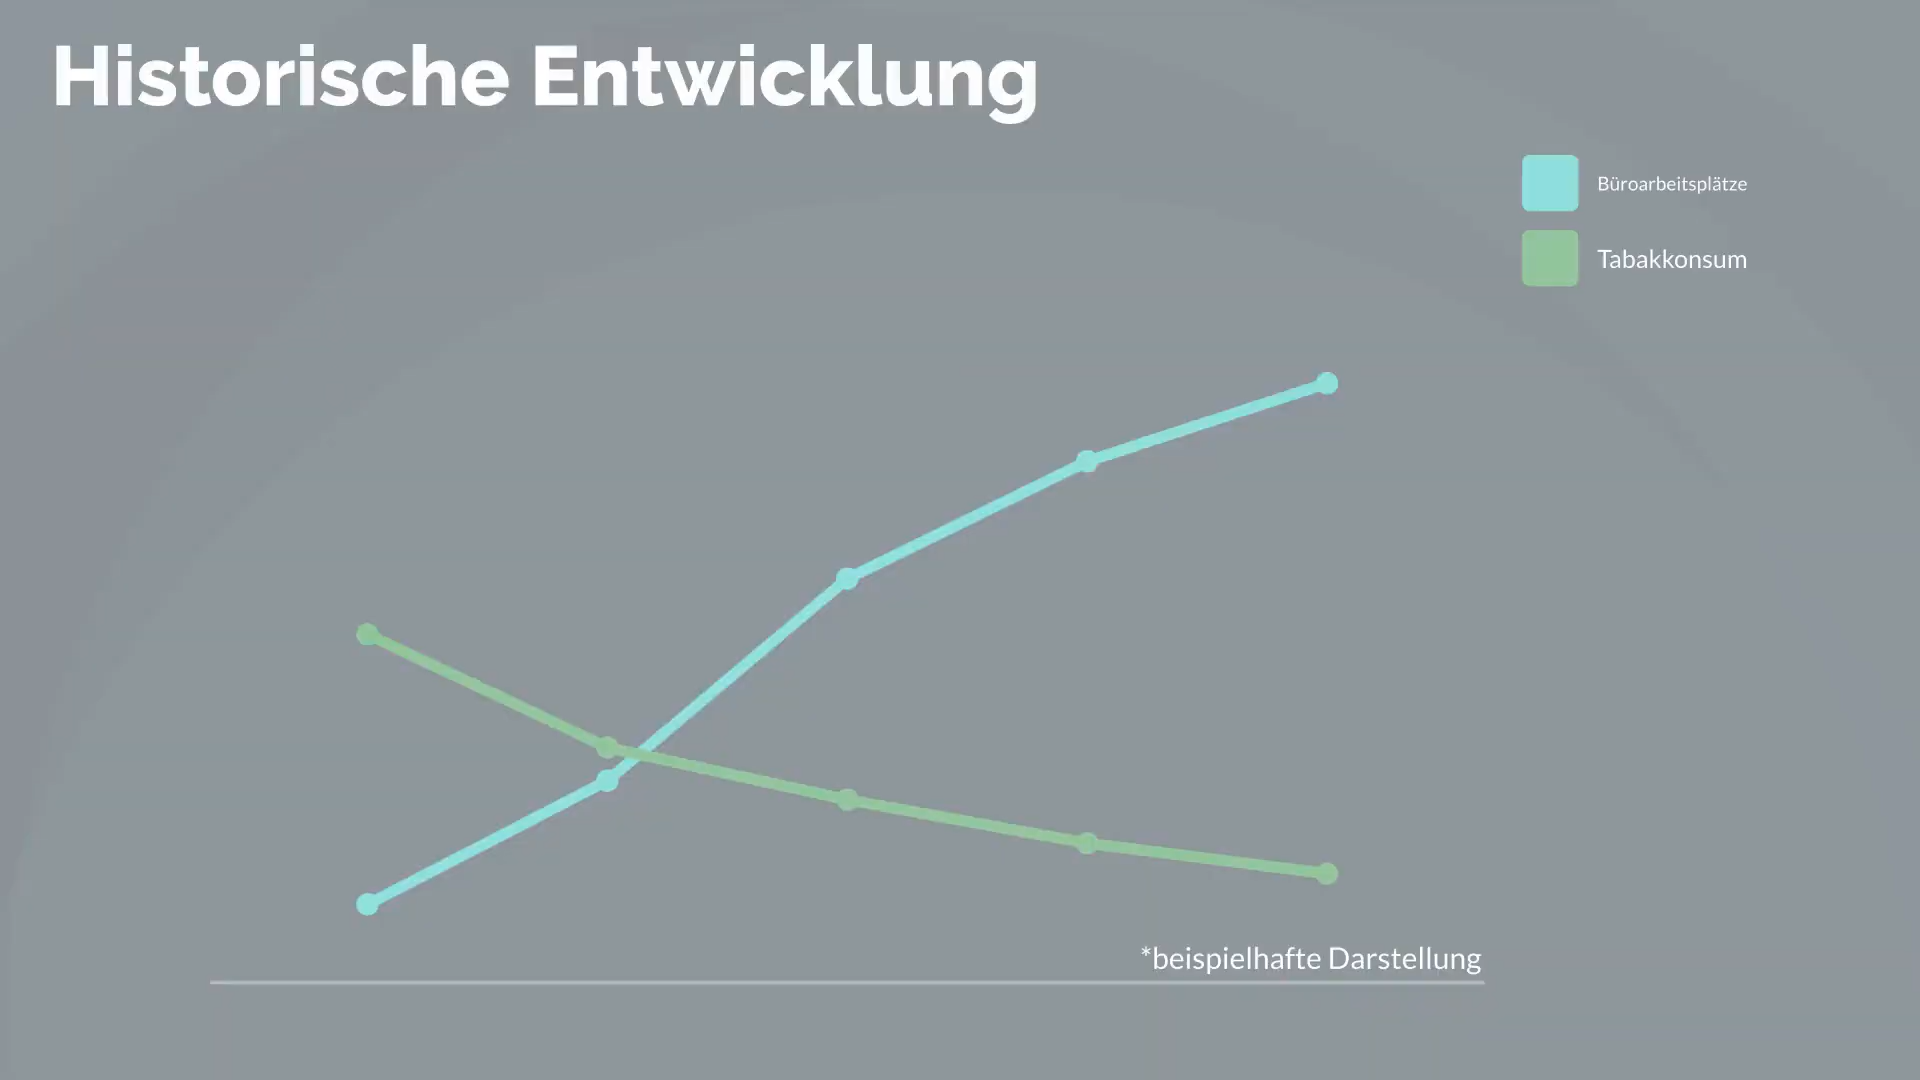 Historische Entwicklung
Büroarbeitsplätze
Tabakkonsum
*beispielhafte Darstellung